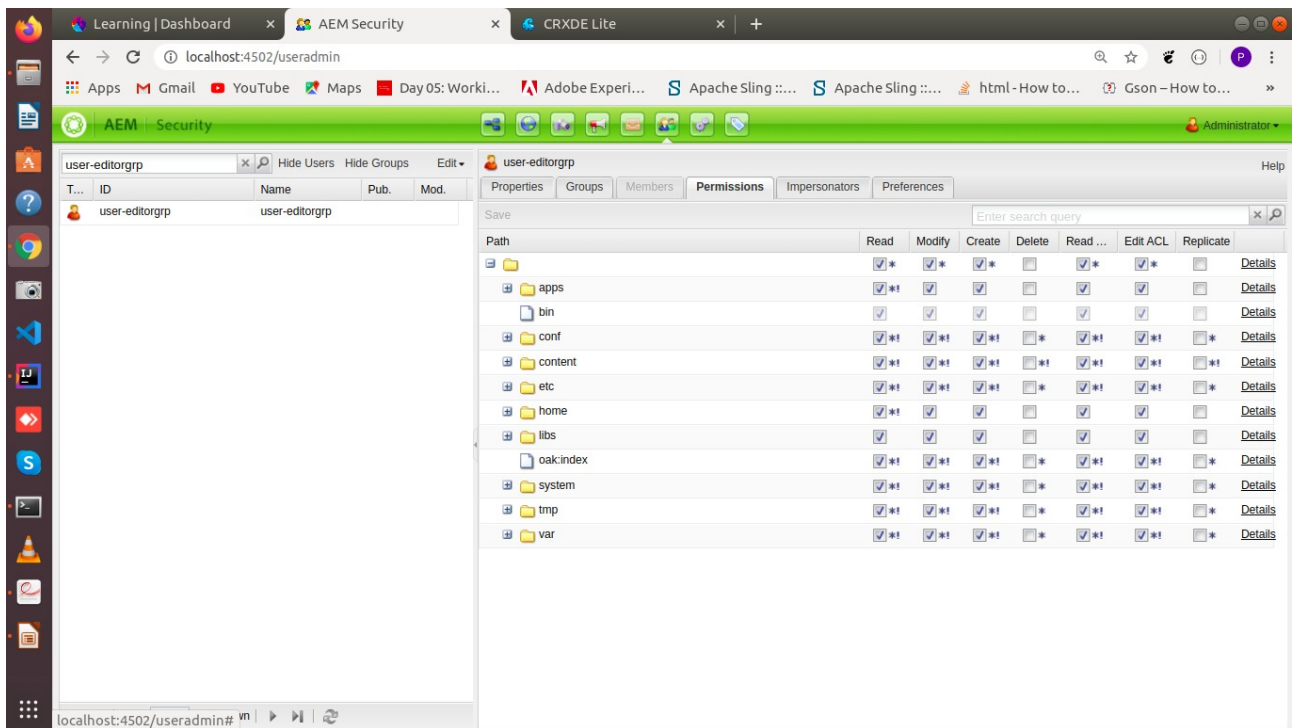 Learning | Dashboard × AEM Security × CRXDE Lite × +
localhost:4502/useradmin P
Apps M Gmail YouTube Maps Day 05: Worki... Adobe Experi... Apache Sling ::... Apache Sling ::... html - How to... Gson – How to... »
AEM Security Administrator
user-editorgrp × Hide Users Hide Groups Edit
T... ID Name Pub. Mod.
user-editorgrp user-editorgrp
user-editorgrp Help
Properties Groups Members Permissions Impersonators Preferences
Save Enter search query ×
Path Read Modify Create Delete Read ... Edit ACL Replicate
* * * * * Details
apps *! Details
bin Details
conf *! *! *! * *! *! * Details
content *! *! *! *! *! *! *! Details
etc *! *! *! * *! *! * Details
home *! Details
libs Details
oak:index *! *! *! * *! *! * Details
system *! *! *! * *! *! * Details
tmp *! *! *! * *! *! * Details
var *! *! *! * *! *! * Details
localhost:4502/useradmin#